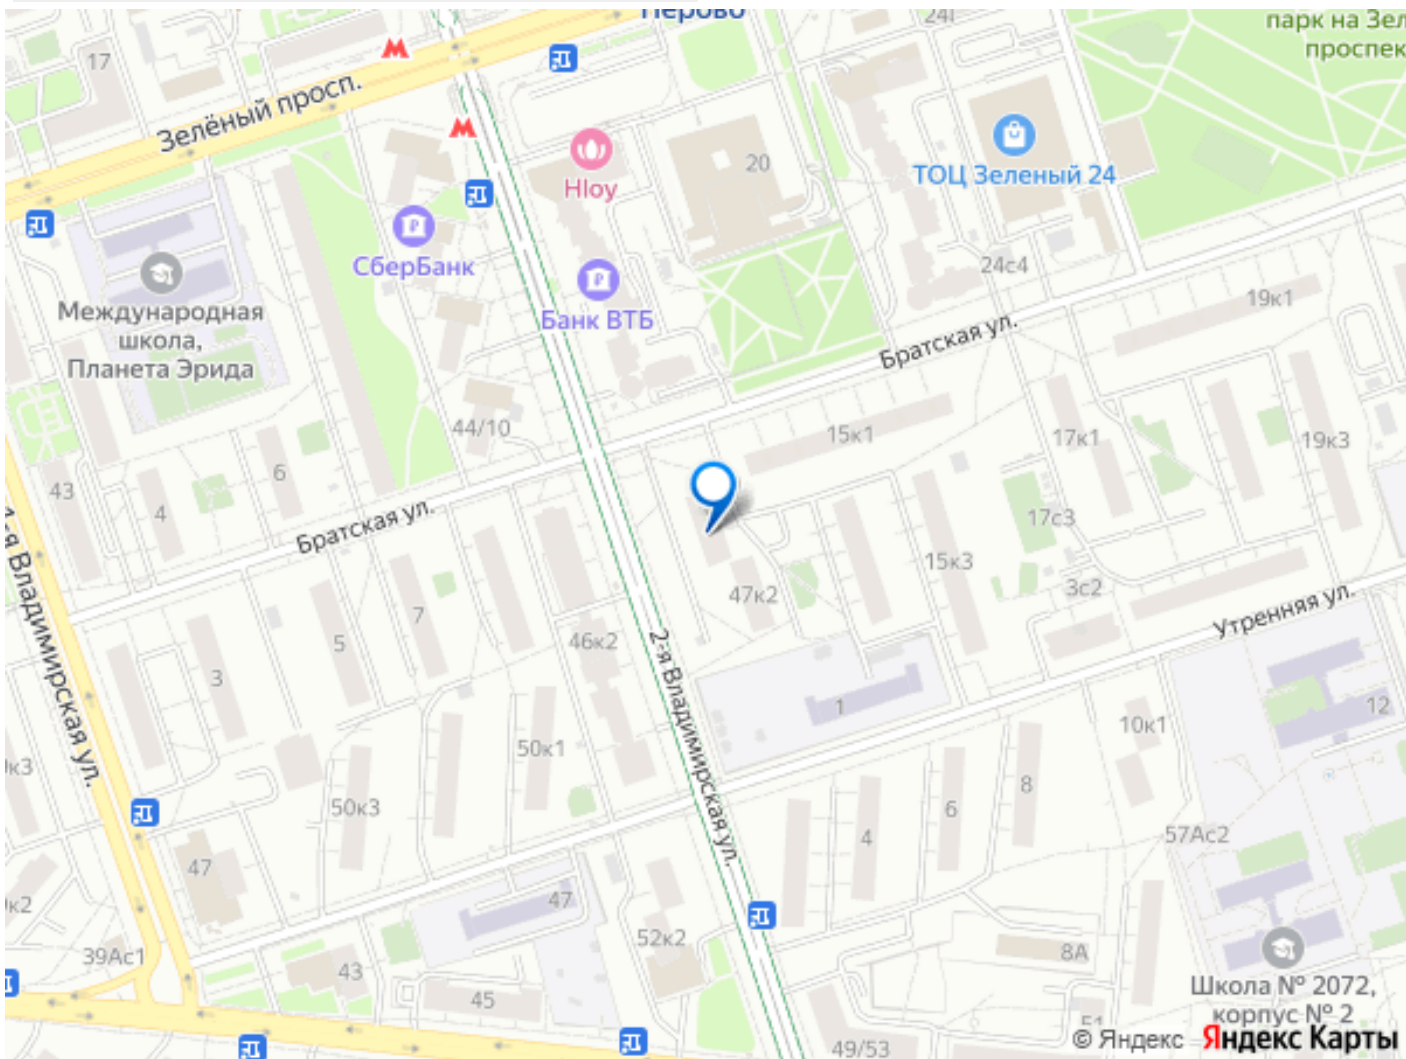 Перово
24Г
парк на Зел
проспек
17
Зелёный просп.
20
Hloy
ТОЦ Зеленый 24
СберБанк
24с4
Международная
школа,
Планета Эрида
Банк ВТБ
19к1
Братская ул.
44/10
15к1
17к1
19к3
6
43
4
Братская ул.
17с3
1-я Владимирская ул.
7
47к2
15к3
3с2
Утренняя ул.
5
46к2
2-я Владимирская ул.
3
1
12
10к1
50к1
к3
50к3
8
6
4
57Ас2
47
47
к2
52к2
39Ас1
43
8А
45
Школа № 2072,
корпус № 2
51
49/53
© Яндекс Яндекс Карты